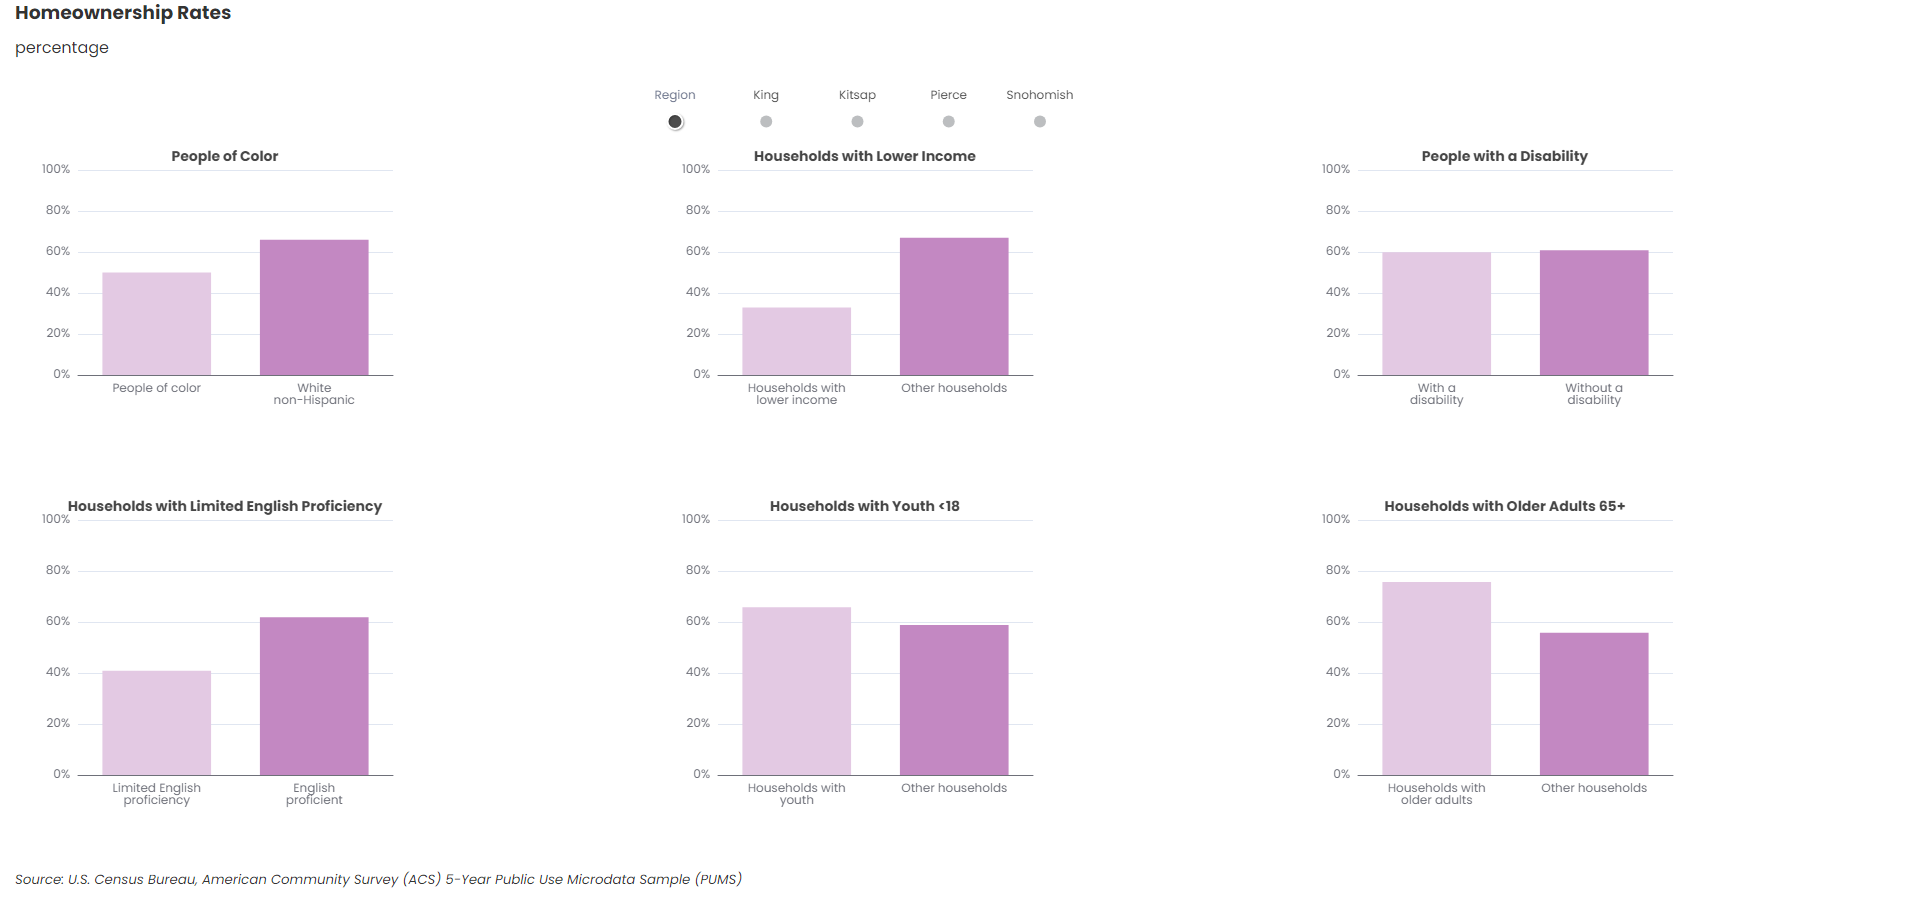 Homeownership Rates
percentage
Region King Kitsap Pierce Snohomish
People of Color
100%
80%
60%
40%
20%
0%
People of color
White
non-Hispanic
Households with Lower Income
100%
80%
60%
40%
20%
0%
Households with
lower income
Other households
People with a Disability
100%
80%
60%
40%
20%
0%
With a
disability
Without a
disability
Households with Limited English Proficiency
100%
80%
60%
40%
20%
0%
Limited English
proficiency
English
proficient
Households with Youth <18
100%
80%
60%
40%
20%
0%
Households with
youth
Other households
Households with Older Adults 65+
100%
80%
60%
40%
20%
0%
Households with
older adults
Other households
Source: U.S. Census Bureau, American Community Survey (ACS) 5-Year Public Use Microdata Sample (PUMS)